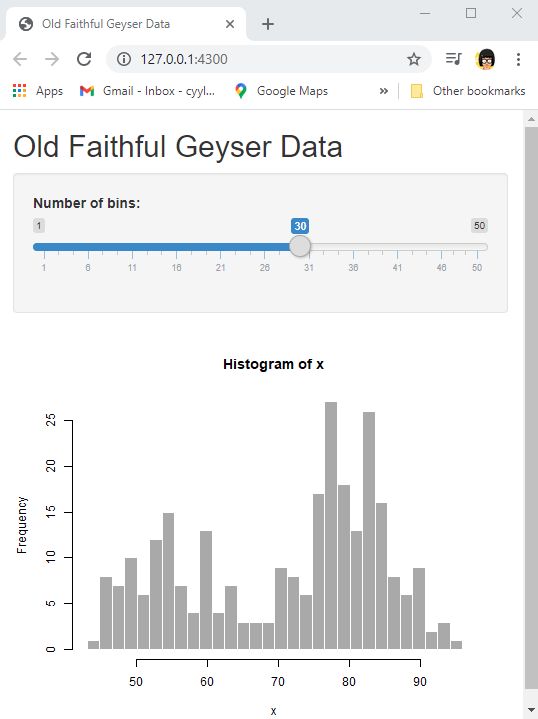 Old Faithful Geyser Data
127.0.0.1:4300
Apps Gmail - Inbox - cyyl... Google Maps » Other bookmarks
Old Faithful Geyser Data
Number of bins:
1 30 50
1 6 11 16 21 26 31 36 41 46 50
Histogram of x
Frequency
25
20
15
10
5
0
50 60 70 80 90
x